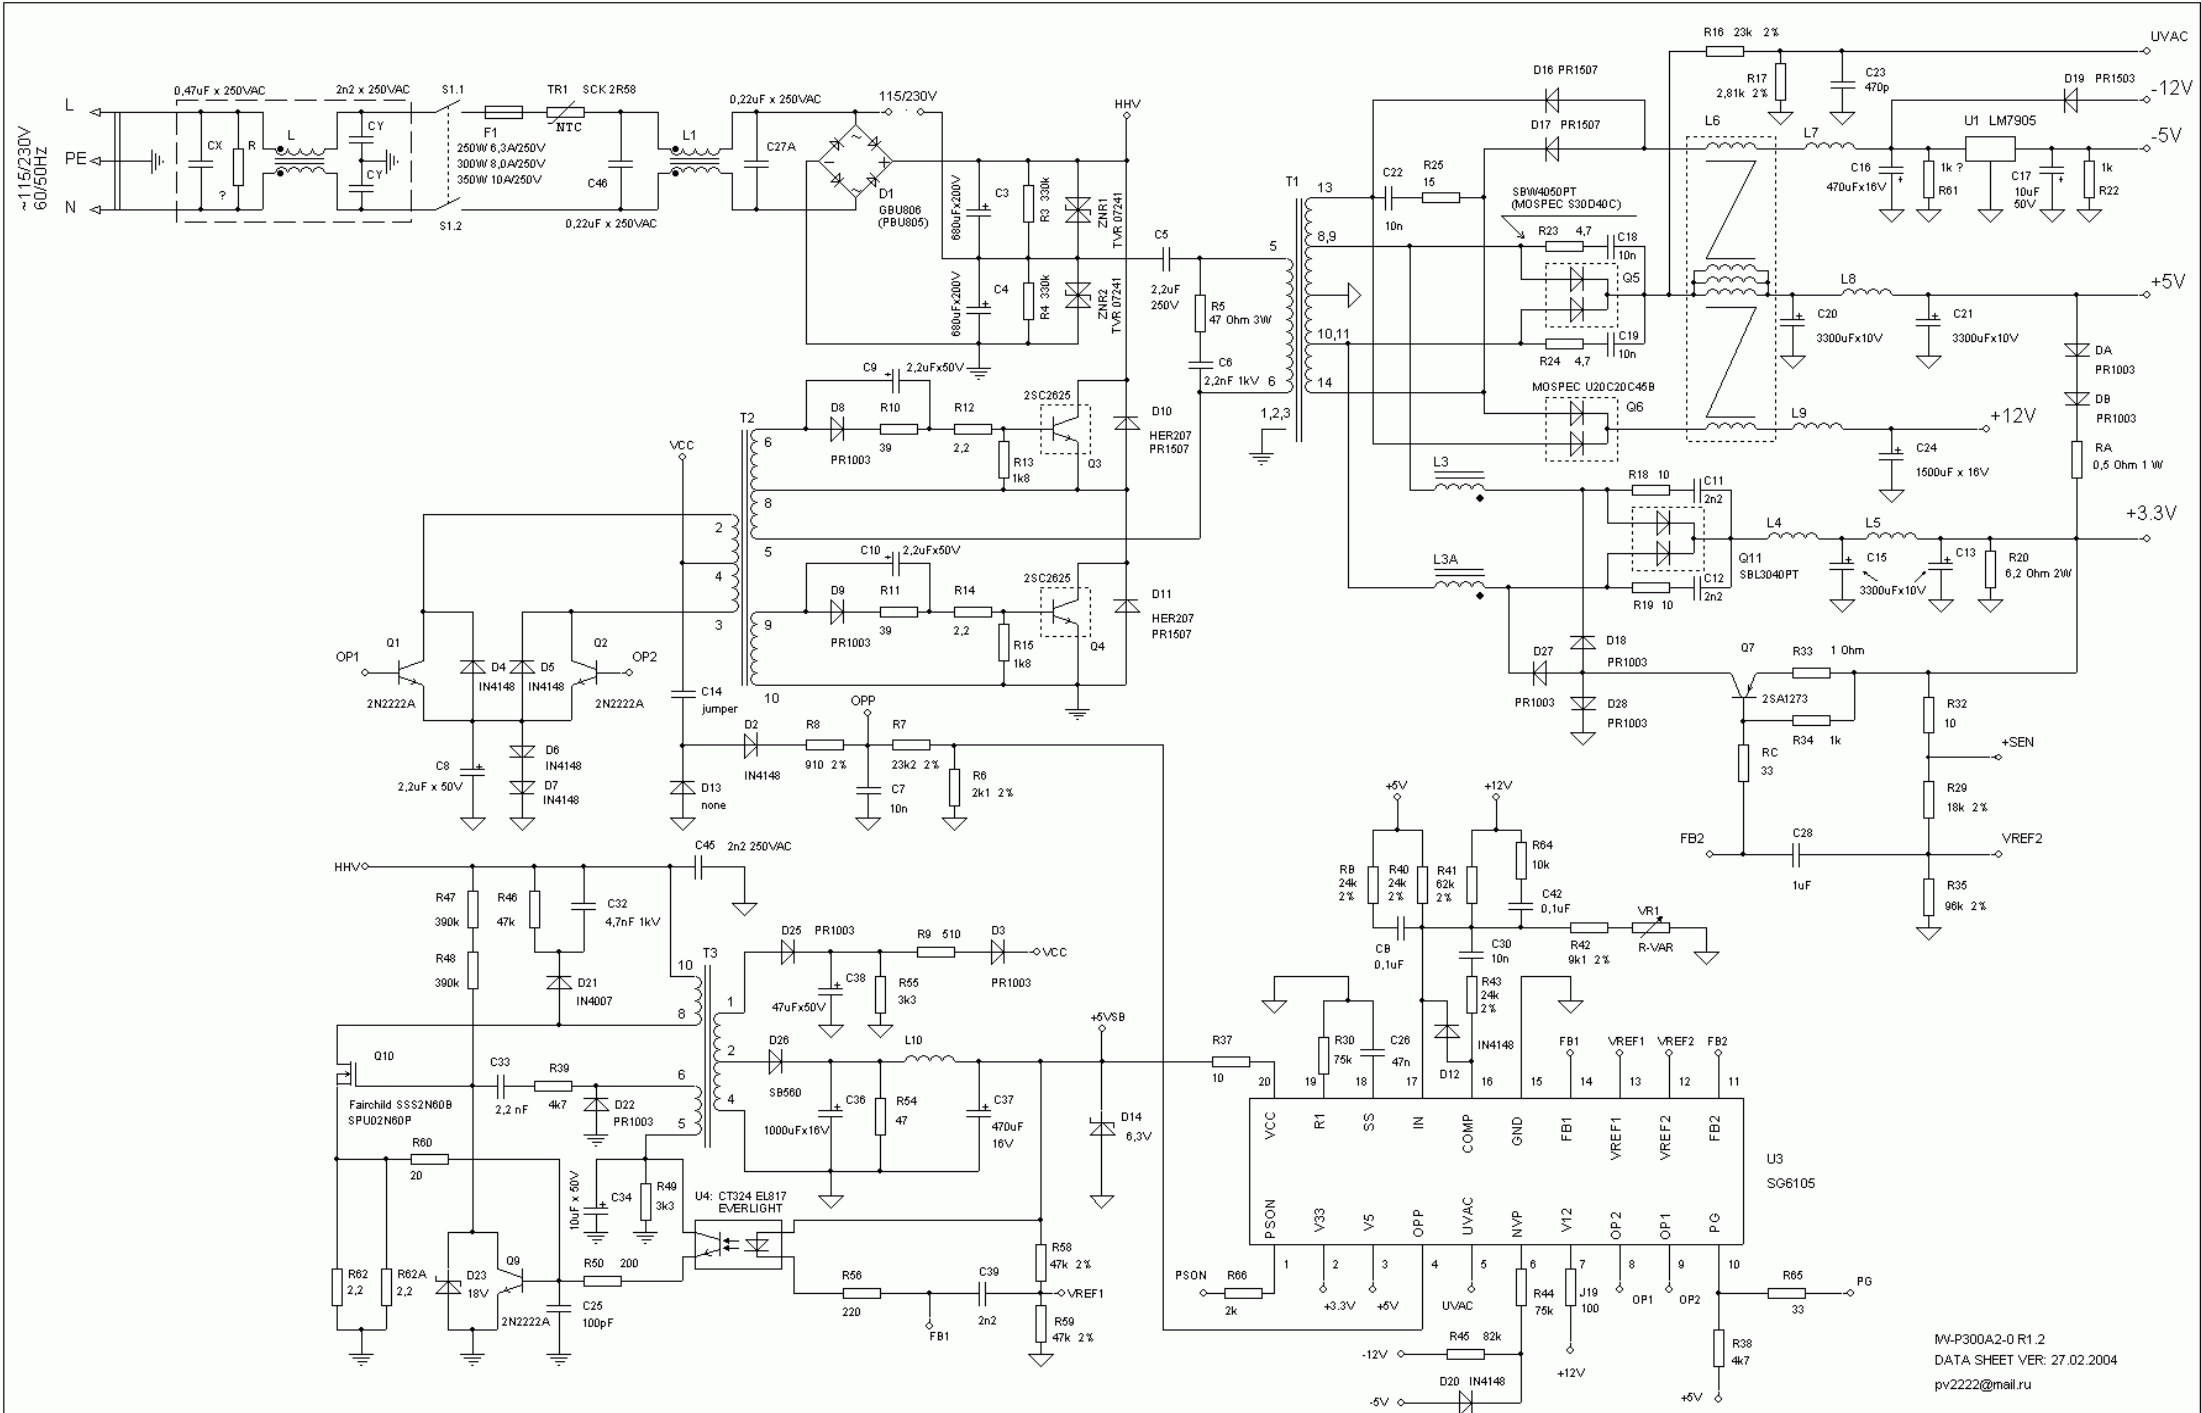 ~115/230V
60/50HZ
L
PE
N
0,47uF x 250VAC
2n2 x 250VAC
CX
R
?
L
CY
CY
S1.1
S1.2
F1
250W 6,3A/250V
300W 8,0A/250V
350W 10A/250V
TR1
SCK 2R58
NTC
C46
0,22uF x 250VAC
L1
0,22uF x 250VAC
C27A
115/230V
~
~
-
+
D1
GBU806
(PBU805)
HHV
C3
680uFx200V
R3 330k
ZNR1
TVR 07241
C4
680uFx200V
R4 330k
ZNR2
TVR 07241
C5
2,2uF
250V
R5
47 Ohm 3W
C6
2,2nF 1kV
T1
5
6
1,2,3
13
8,9
10,11
14
D16 PR1507
D17 PR1507
C22
10n
R25
15
SBW4050PT
(MOSPEC S30D40C)
R23 4,7
C18
10n
Q5
C19
10n
R24 4,7
MOSPEC U20C20C45B
Q6
R16 23k 2%
R17
2,81k 2%
C23
470p
UVAC
D19 PR1503
-12V
L6
L7
U1 LM7905
-5V
C16
470uFx16V
1k ?
R61
C17
10uF
50V
1k
R22
L8
+5V
C20
3300uFx10V
C21
3300uFx10V
DA
PR1003
DB
PR1003
RA
0,5 Ohm 1 W
L9
+12V
C24
1500uF x 16V
L3
L3A
R18 10
C11
2n2
Q11
SBL3040PT
C12
2n2
R19 10
L4
L5
+3.3V
C15
C13
3300uFx10V
R20
6,2 Ohm 2W
D18
PR1003
D27
PR1003
D28
PR1003
Q7
2SA1273
R33 1 Ohm
R34 1k
RC
33
R32
10
+SEN
R29
18k 2%
FB2
C28
1uF
VREF2
R35
96k 2%
T2
6
8
5
9
10
2
4
3
VCC
C9
2,2uFx50V
D8
PR1003
R10
39
R12
2,2
R13
1k8
2SC2625
Q3
D10
HER207
PR1507
C10
2,2uFx50V
D9
PR1003
R11
39
R14
2,2
R15
1k8
2SC2625
Q4
D11
HER207
PR1507
Q1
OP1
2N2222A
D4
IN4148
D5
IN4148
Q2
OP2
2N2222A
C8
2,2uF x 50V
D6
IN4148
D7
IN4148
C14
jumper
D13
none
D2
IN4148
R8
910 2%
OPP
R7
23k2 2%
C7
10n
R6
2k1 2%
HHV
C45
2n2 250VAC
R47
390k
R46
47k
C32
4,7nF 1kV
R48
390k
D21
IN4007
T3
10
8
6
5
1
2
4
D25 PR1003
C38
47uFx50V
R55
3k3
R9 510
D3
PR1003
VCC
D26
SB560
L10
C36
1000uFx16V
R54
47
C37
470uF
16V
+5VSB
D14
6,3V
R37
10
Q10
Fairchild SSS2N60B
SPU02N60P
C33
2,2 nF
R39
4k7
D22
PR1003
R60
20
R62
2,2
R62A
2,2
D23
18V
Q9
2N2222A
C25
100pF
R50 200
C34
10uF x 50V
R49
3k3
U4: CT324 EL817
EVERLIGHT
R56
220
FB1
C39
2n2
R58
47k 2%
VREF1
R59
47k 2%
+5V
+12V
RB
24k
2%
R40
24k
2%
R41
62k
2%
R64
10k
C42
0,1uF
CB
0,1uF
C30
10n
R42
9k1 2%
VR1
R-VAR
R43
24k
2%
R30
75k
C26
47n
D12
IN4148
FB1
VREF1
VREF2
FB2
20
19
18
17
16
15
14
13
12
11
VCC
R1
SS
IN
COMP
GND
FB1
VREF1
VREF2
FB2
U3
SG6105
PSON
V33
V5
OPP
UVAC
NVP
V12
OP2
OP1
PG
1
2
3
4
5
6
7
8
9
10
PSON
R66
2k
+3.3V
+5V
UVAC
R44
75k
J19
100
+12V
OP1
OP2
R65
33
PG
R38
4k7
+5V
R45 82k
-12V
D20 IN4148
-5V
IW-P300A2-0 R1.2
DATA SHEET VER: 27.02.2004
pv2222@mail.ru